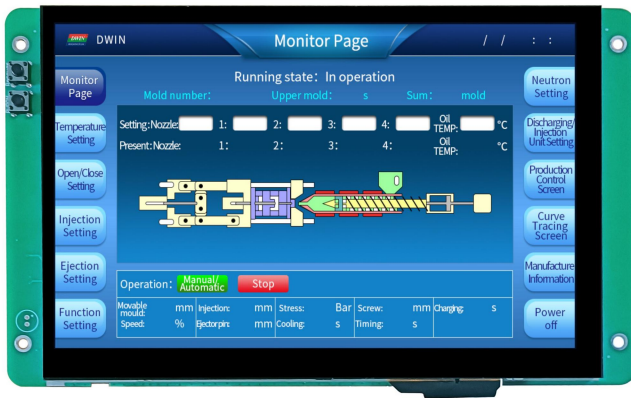 DWIN DWIN
Monitor Page
/ / : :
Running state: In operation
Mold number: Upper mold: s Sum: mold
Monitor
Page
Temperature
Setting
Open/Close
Setting
Injection
Setting
Ejection
Setting
Function
Setting
Setting:Nozzle: 1: 2: 3: 4: Oil TEMP: °C
Present:Nozzle: 1: 2: 3: 4: Oil TEMP: °C
Operation: Manual/Automatic Stop
Movable mould: mm Injection: mm Stress: Bar Screw: mm Charging: s
Speed: % Ejectorpin: mm Cooling: s Timing: s
Neutron
Setting
Discharging/
Injection
Unit Setting
Production
Control
Screen
Curve
Tracing
Screen
Manufacture
Information
Power
off